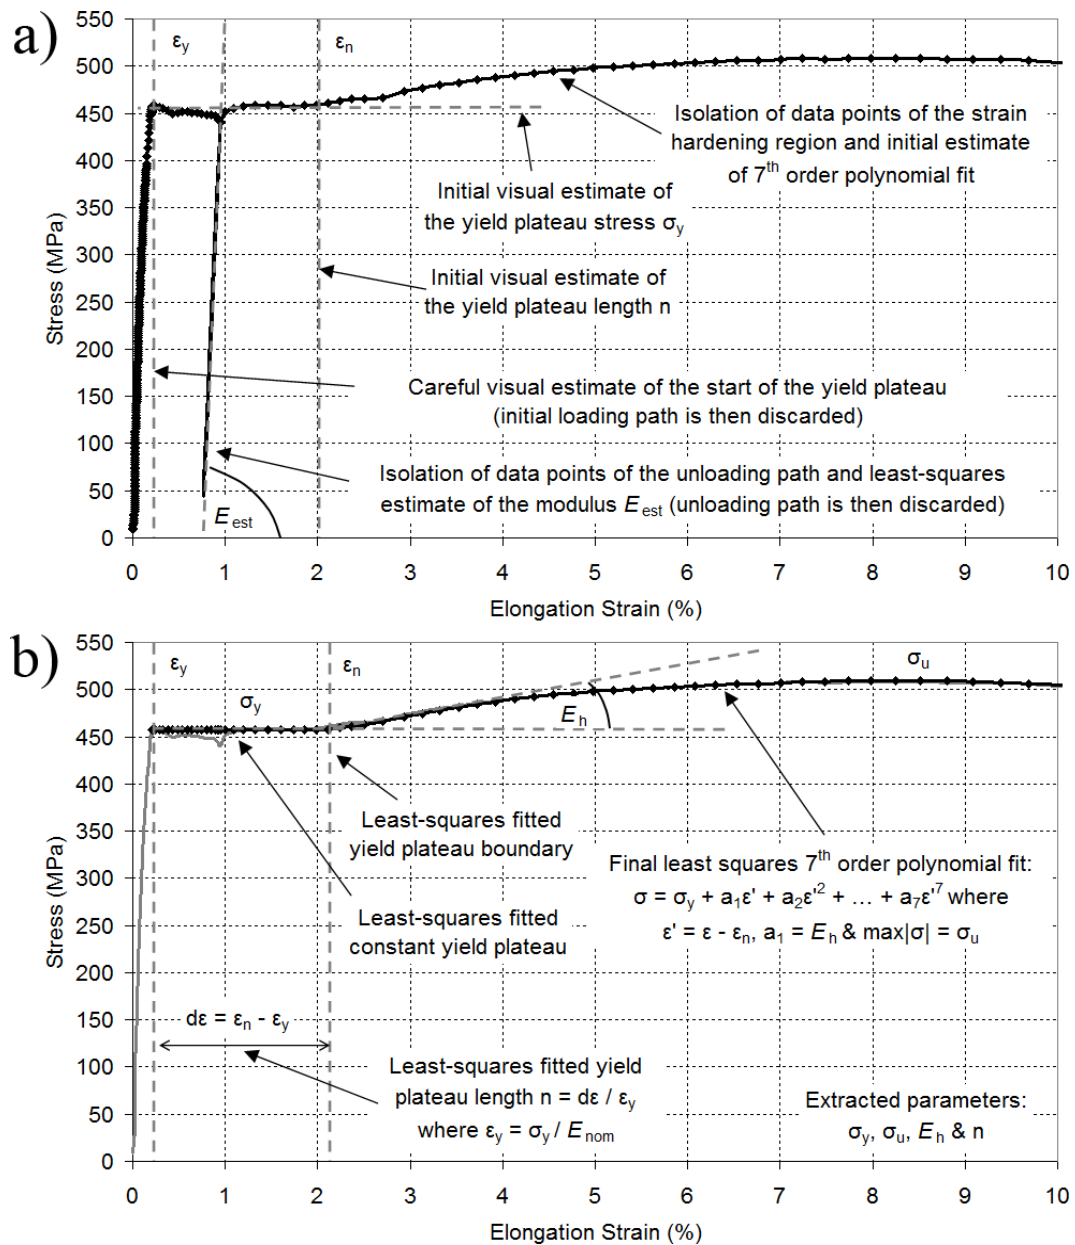 a)
550
500
450
400
350
300
250
200
150
100
50
0
Stress (MPa)
εy
εn
Isolation of data points of the strain
hardening region and initial estimate
of 7th order polynomial fit
Initial visual estimate of
the yield plateau stress σy
Initial visual estimate of
the yield plateau length n
Careful visual estimate of the start of the yield plateau
(initial loading path is then discarded)
Isolation of data points of the unloading path and least-squares
estimate of the modulus E est (unloading path is then discarded)
E est
0 1 2 3 4 5 6 7 8 9 10
Elongation Strain (%)
b)
550
500
450
400
350
300
250
200
150
100
50
0
Stress (MPa)
εy
εn
σu
σy
E h
Least-squares fitted
yield plateau boundary
Least-squares fitted
constant yield plateau
Final least squares 7th order polynomial fit:
σ = σy + a1ε' + a2ε'2 + … + a7ε'7 where
ε' = ε - εn, a1 = E h & max|σ| = σu
dε = εn - εy
Least-squares fitted yield
plateau length n = dε / εy
where εy = σy / E nom
Extracted parameters:
σy, σu, E h & n
0 1 2 3 4 5 6 7 8 9 10
Elongation Strain (%)